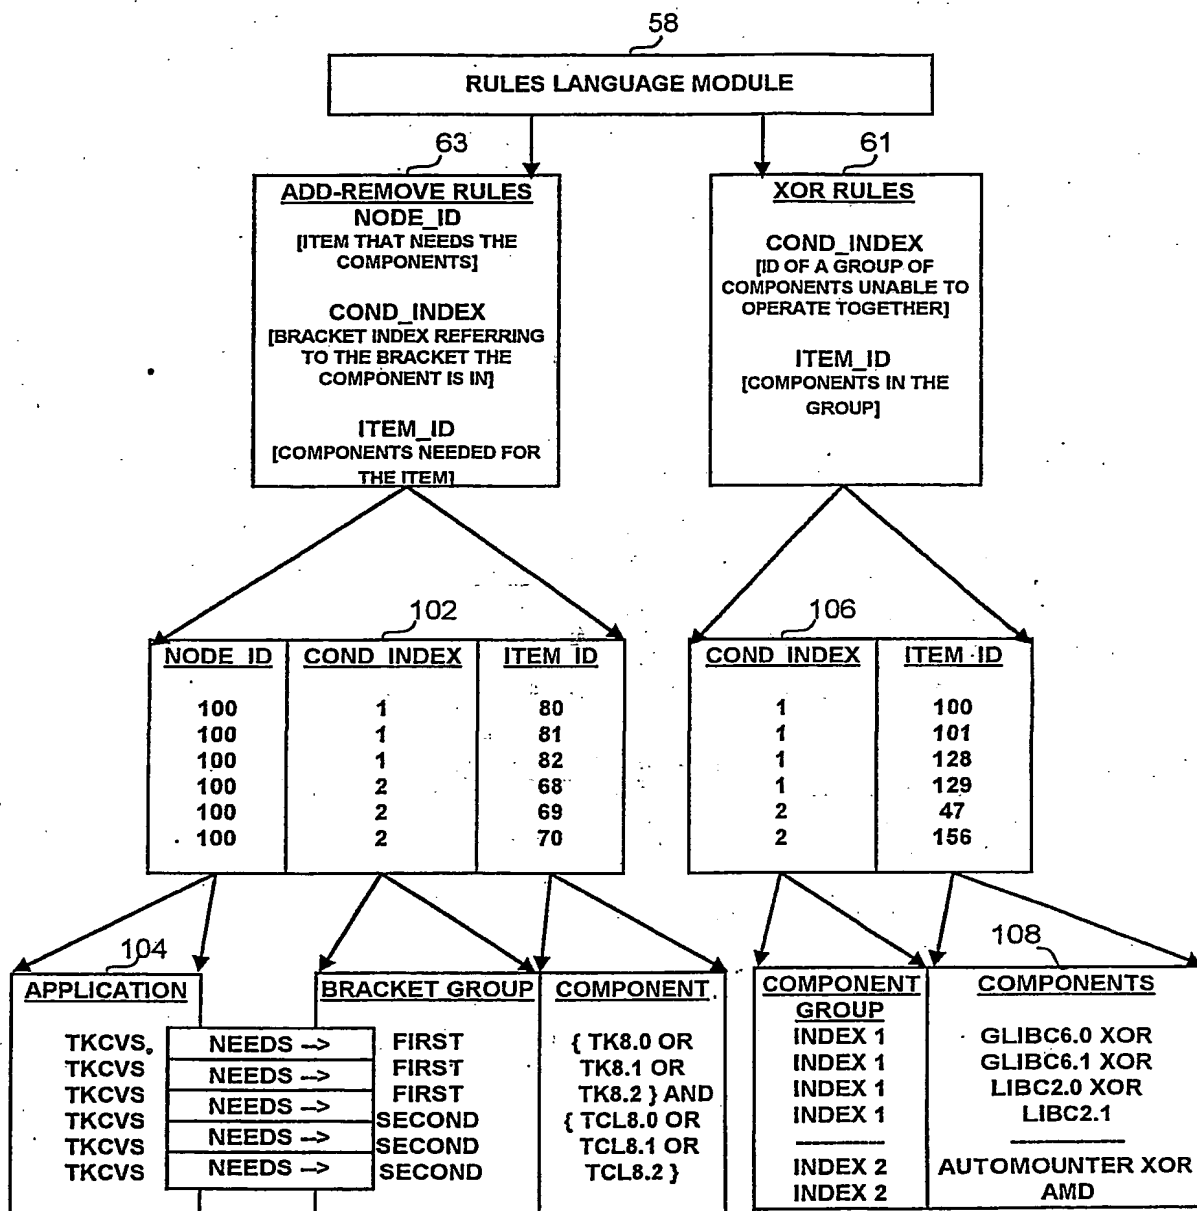 58
RULES LANGUAGE MODULE
63
ADD-REMOVE RULES
NODE_ID
[ITEM THAT NEEDS THE
COMPONENTS]
COND_INDEX
[BRACKET INDEX REFERRING
TO THE BRACKET THE
COMPONENT IS IN]
ITEM_ID
[COMPONENTS NEEDED FOR
THE ITEM]
61
XOR RULES
COND_INDEX
[ID OF A GROUP OF
COMPONENTS UNABLE TO
OPERATE TOGETHER]
ITEM_ID
[COMPONENTS IN THE
GROUP]
102
NODE_ID COND_INDEX ITEM_ID
100 1 80
100 1 81
100 1 82
100 2 68
100 2 69
100 2 70
106
COND_INDEX ITEM_ID
1 100
1 101
1 128
1 129
2 47
2 156
104
APPLICATION BRACKET GROUP COMPONENT
TKCVS NEEDS --> FIRST { TK8.0 OR
TKCVS NEEDS --> FIRST TK8.1 OR
TKCVS NEEDS --> FIRST TK8.2 } AND
TKCVS NEEDS --> SECOND { TCL8.0 OR
TKCVS NEEDS --> SECOND TCL8.1 OR
TKCVS NEEDS --> SECOND TCL8.2 }
108
COMPONENT COMPONENTS
GROUP
INDEX 1 GLIBC6.0 XOR
INDEX 1 GLIBC6.1 XOR
INDEX 1 LIBC2.0 XOR
INDEX 1 LIBC2.1
INDEX 2 AUTOMOUNTER XOR
INDEX 2 AMD